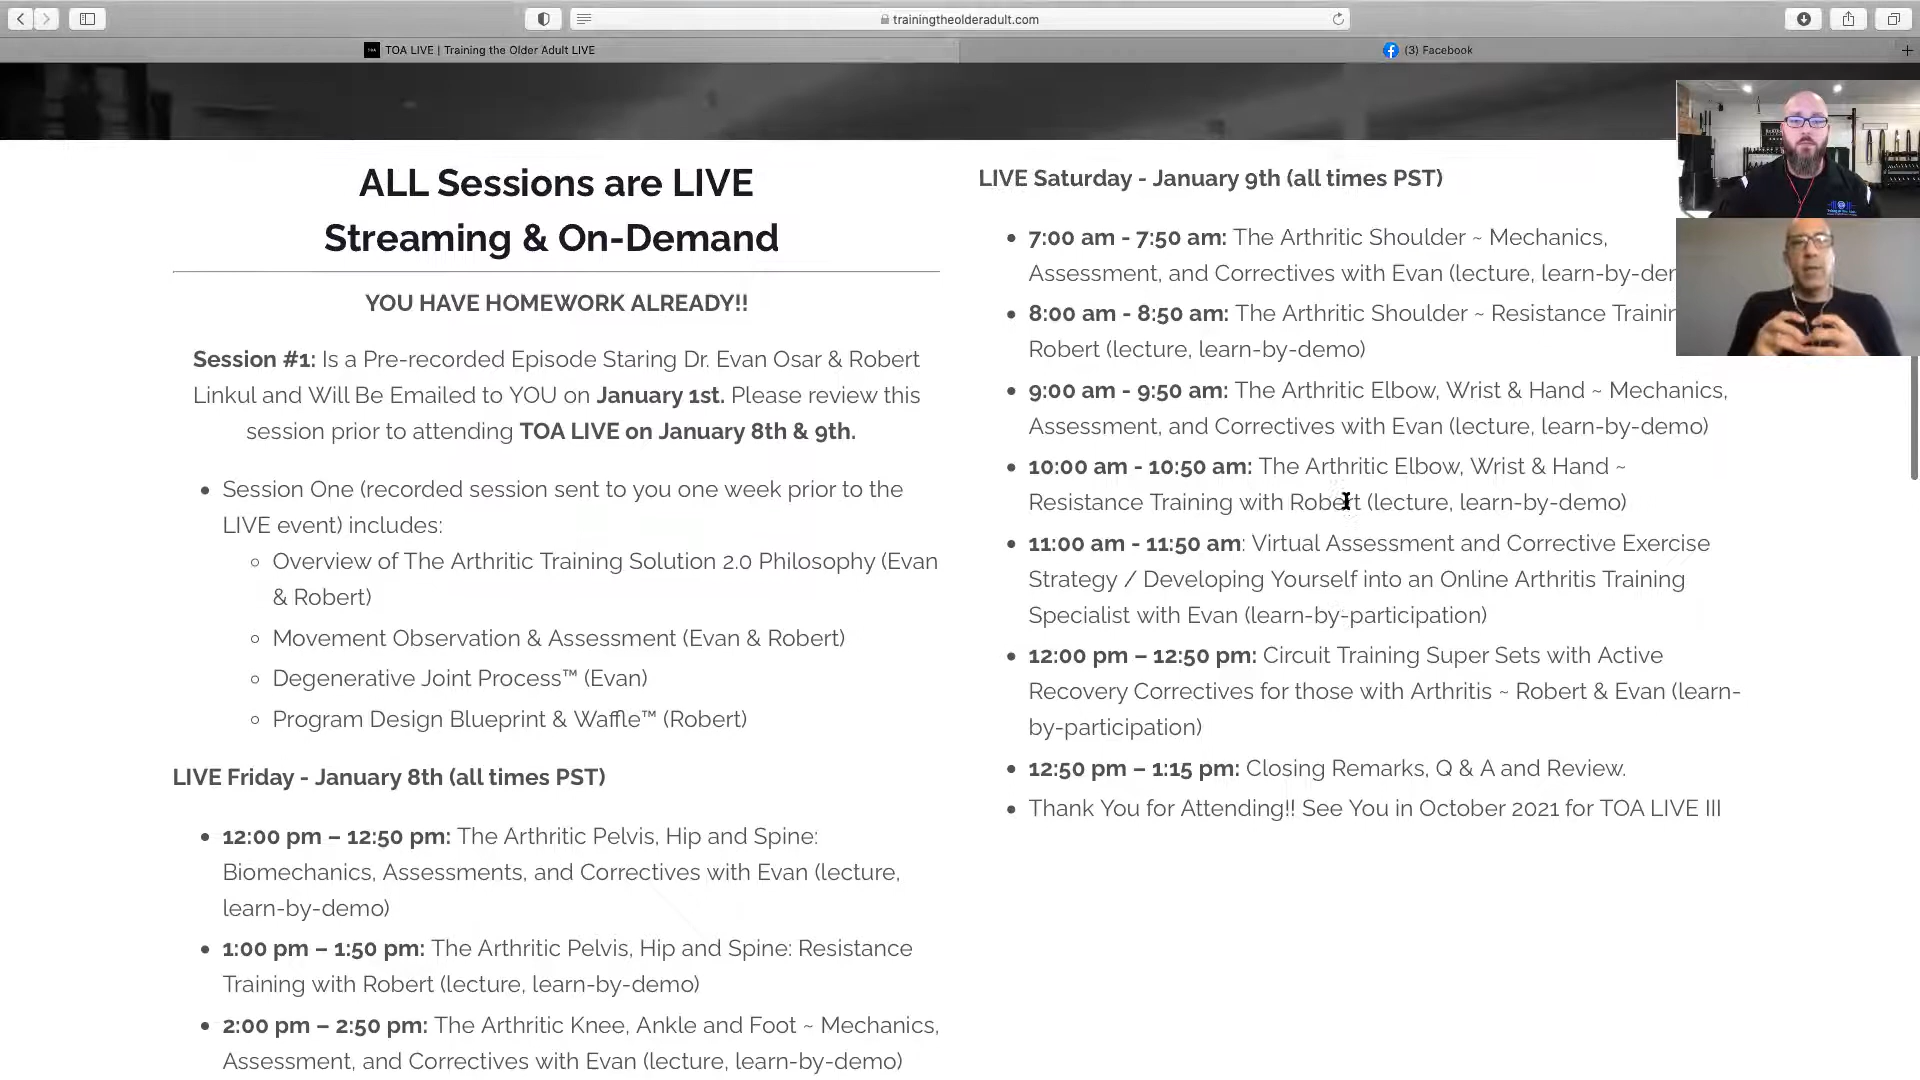 trainingtheolderadult.com
TOA LIVE | Training the Older Adult LIVE
(3) Facebook
ALL Sessions are LIVE
Streaming & On-Demand
YOU HAVE HOMEWORK ALREADY!!
Session #1: Is a Pre-recorded Episode Staring Dr. Evan Osar & Robert
Linkul and Will Be Emailed to YOU on January 1st. Please review this
session prior to attending TOA LIVE on January 8th & 9th.
• Session One (recorded session sent to you one week prior to the
LIVE event) includes:
◦ Overview of The Arthritic Training Solution 2.0 Philosophy (Evan
& Robert)
◦ Movement Observation & Assessment (Evan & Robert)
◦ Degenerative Joint Process™ (Evan)
◦ Program Design Blueprint & Waffle™ (Robert)
LIVE Friday - January 8th (all times PST)
• 12:00 pm – 12:50 pm: The Arthritic Pelvis, Hip and Spine:
Biomechanics, Assessments, and Correctives with Evan (lecture,
learn-by-demo)
• 1:00 pm – 1:50 pm: The Arthritic Pelvis, Hip and Spine: Resistance
Training with Robert (lecture, learn-by-demo)
• 2:00 pm – 2:50 pm: The Arthritic Knee, Ankle and Foot ~ Mechanics,
Assessment, and Correctives with Evan (lecture, learn-by-demo)
LIVE Saturday - January 9th (all times PST)
• 7:00 am - 7:50 am: The Arthritic Shoulder ~ Mechanics,
Assessment, and Correctives with Evan (lecture, learn-by-der
• 8:00 am - 8:50 am: The Arthritic Shoulder ~ Resistance Trainin
Robert (lecture, learn-by-demo)
• 9:00 am - 9:50 am: The Arthritic Elbow, Wrist & Hand ~ Mechanics,
Assessment, and Correctives with Evan (lecture, learn-by-demo)
• 10:00 am - 10:50 am: The Arthritic Elbow, Wrist & Hand ~
Resistance Training with Robert (lecture, learn-by-demo)
• 11:00 am - 11:50 am: Virtual Assessment and Corrective Exercise
Strategy / Developing Yourself into an Online Arthritis Training
Specialist with Evan (learn-by-participation)
• 12:00 pm – 12:50 pm: Circuit Training Super Sets with Active
Recovery Correctives for those with Arthritis ~ Robert & Evan (learn-
by-participation)
• 12:50 pm – 1:15 pm: Closing Remarks, Q & A and Review.
• Thank You for Attending!! See You in October 2021 for TOA LIVE III